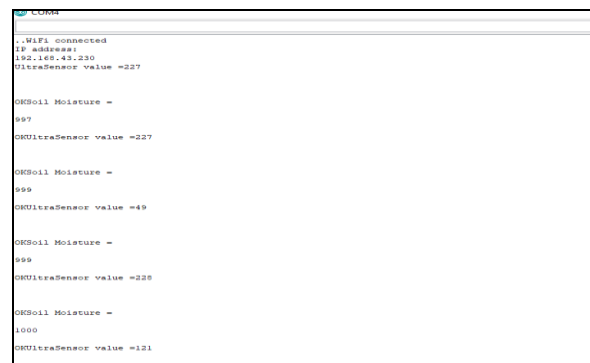 COM4
..WiFi connected
IP address:
192.168.43.230
UltraSensor value =227
OKSoil Moisture =
997
OKUltraSensor value =227
OKSoil Moisture =
999
OKUltraSensor value =49
OKSoil Moisture =
999
OKUltraSensor value =228
OKSoil Moisture =
1000
OKUltraSensor value =121